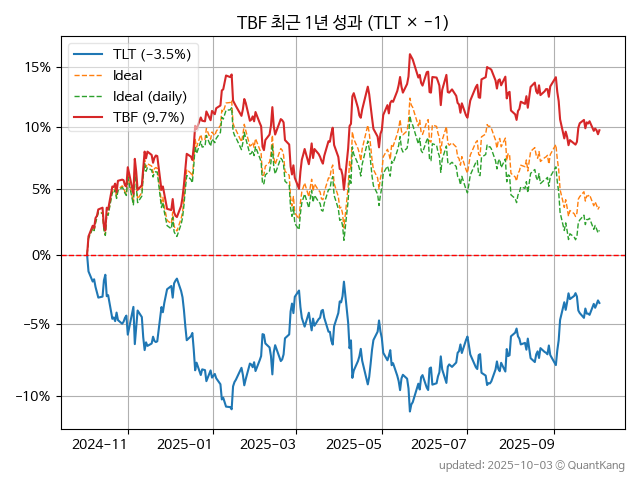 TBF 최근 1년 성과 (TLT × −1)
TLT (−3.5%)
Ideal
Ideal (daily)
TBF (9.7%)
15%
10%
5%
0%
−5%
−10%
2024-11 2025-01 2025-03 2025-05 2025-07 2025-09
updated: 2025-10-03 ⓒ QuantKang